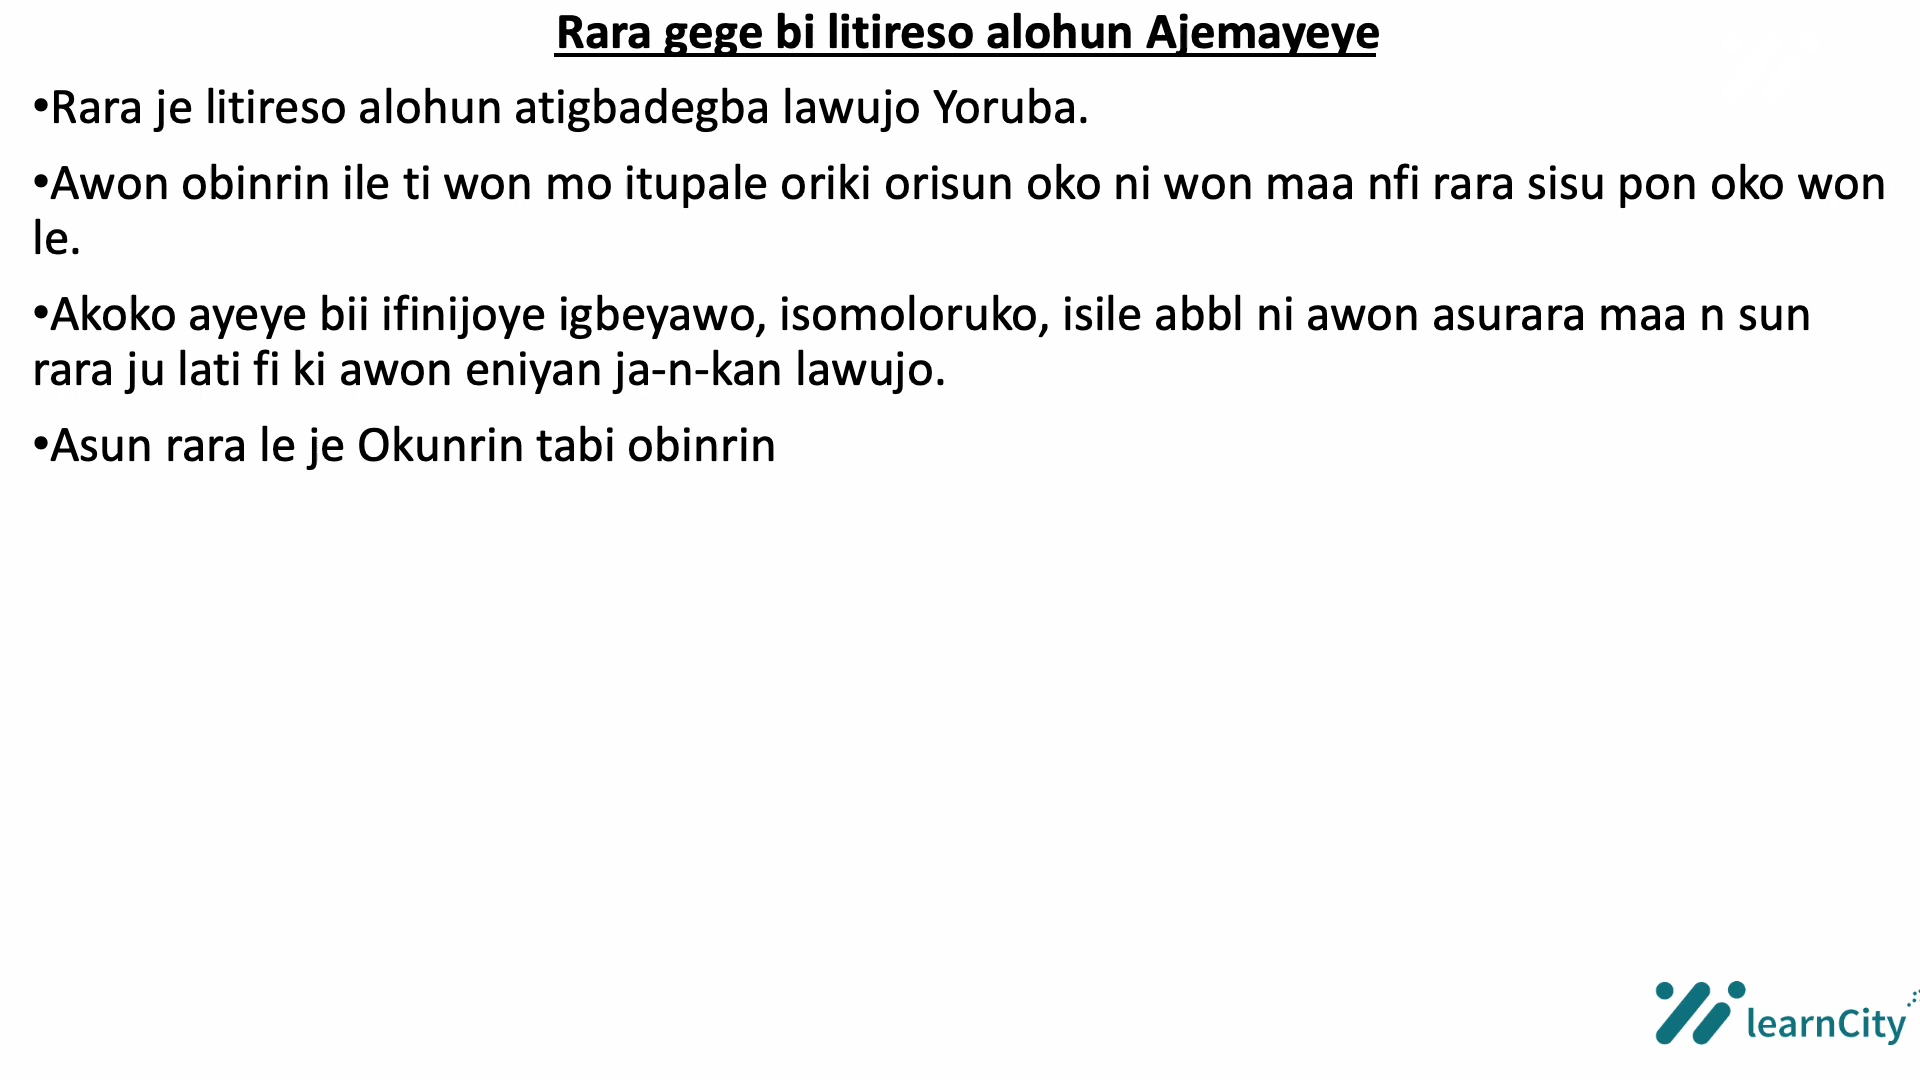 Rara gege bi litireso alohun Ajemayeye
•Rara je litireso alohun atigbadegba lawujo Yoruba.
•Awon obinrin ile ti won mo itupale oriki orisun oko ni won maa nfi rara sisu pon oko won
le.
•Akoko ayeye bii ifinijoye igbeyawo, isomoloruko, isile abbl ni awon asurara maa n sun
rara ju lati fi ki awon eniyan ja-n-kan lawujo.
•Asun rara le je Okunrin tabi obinrin
learnCity